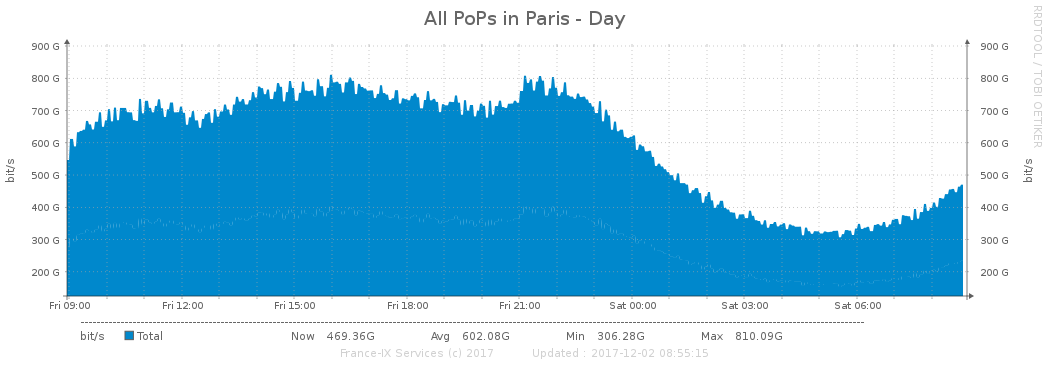 All PoPs in Paris - Day
RRDTOOL / TOBI OETIKER
900 G 900 G
800 G 800 G
700 G 700 G
600 G 600 G
500 G 500 G
400 G 400 G
300 G 300 G
200 G 200 G
bit/s bit/s
Fri 09:00 Fri 12:00 Fri 15:00 Fri 18:00 Fri 21:00 Sat 00:00 Sat 03:00 Sat 06:00
bit/s Total Now 469.36G Avg 602.08G Min 306.28G Max 810.09G
France-IX Services (c) 2017 Updated : 2017-12-02 08:55:15